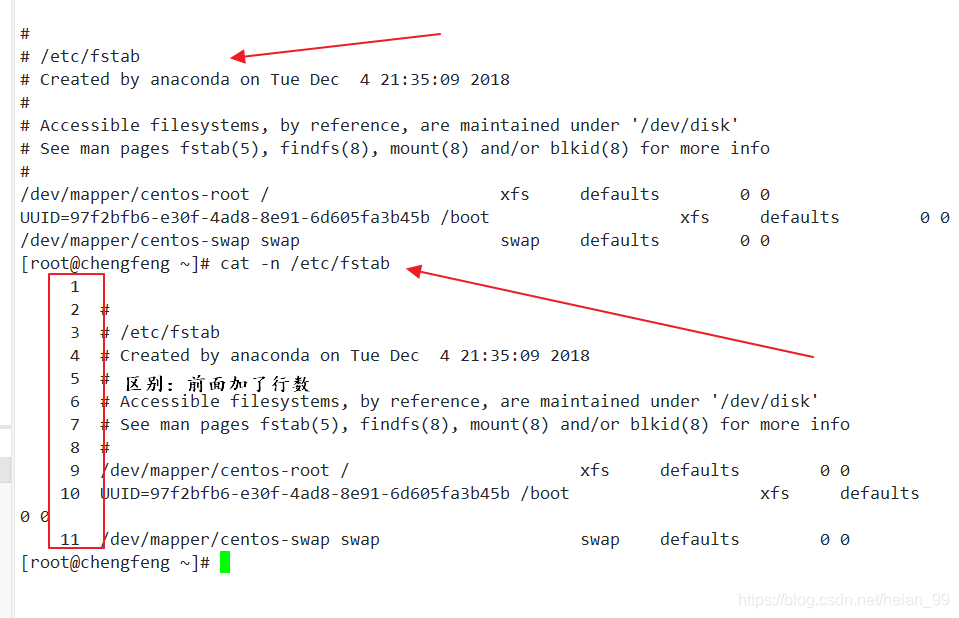 #
# /etc/fstab
# Created by anaconda on Tue Dec  4 21:35:09 2018
#
# Accessible filesystems, by reference, are maintained under '/dev/disk'
# See man pages fstab(5), findfs(8), mount(8) and/or blkid(8) for more info
#
/dev/mapper/centos-root /                       xfs     defaults        0 0
UUID=97f2bfb6-e30f-4ad8-8e91-6d605fa3b45b /boot                   xfs     defaults        0 0
/dev/mapper/centos-swap swap                    swap    defaults        0 0
[root@chengfeng ~]# cat -n /etc/fstab
     1
     2  #
     3  # /etc/fstab
     4  # Created by anaconda on Tue Dec  4 21:35:09 2018
     5  #
区别：前面加了行数
     6  # Accessible filesystems, by reference, are maintained under '/dev/disk'
     7  # See man pages fstab(5), findfs(8), mount(8) and/or blkid(8) for more info
     8  #
     9  /dev/mapper/centos-root /                       xfs     defaults        0 0
    10  UUID=97f2bfb6-e30f-4ad8-8e91-6d605fa3b45b /boot                   xfs     defaults
0 0
    11  /dev/mapper/centos-swap swap                    swap    defaults        0 0
[root@chengfeng ~]#
https://blog.csdn.net/heian_99